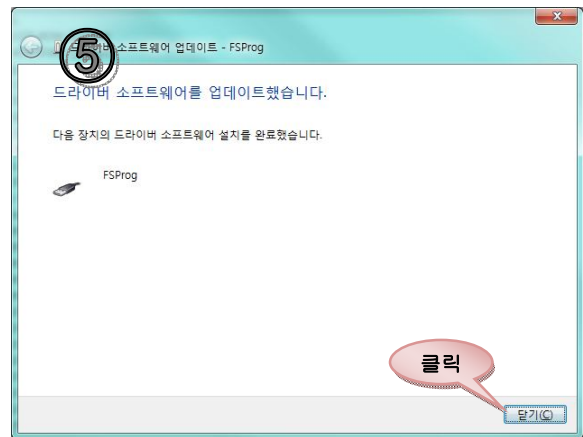 ⑤
소프트웨어 업데이트 - FSProg
드라이버 소프트웨어를 업데이트했습니다.
다음 장치의 드라이버 소프트웨어 설치를 완료했습니다.
FSProg
클릭
닫기(C)